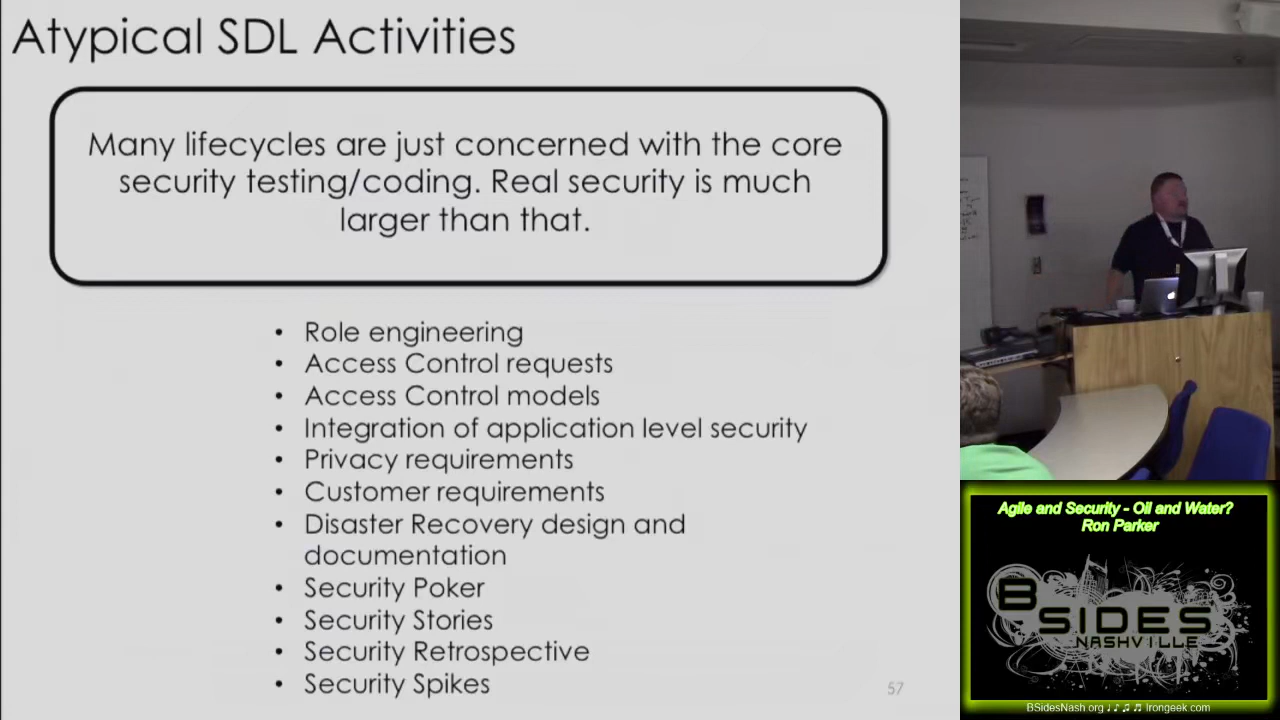 Atypical SDL Activities
Many lifecycles are just concerned with the core
security testing/coding. Real security is much
larger than that.
• Role engineering
• Access Control requests
• Access Control models
• Integration of application level security
• Privacy requirements
• Customer requirements
• Disaster Recovery design and
documentation
• Security Poker
• Security Stories
• Security Retrospective
• Security Spikes
57
Agile and Security - Oil and Water?
Ron Parker
BSIDES
NASHVILLE
BSidesNash.org ♩♪♫♬ Irongeek.com